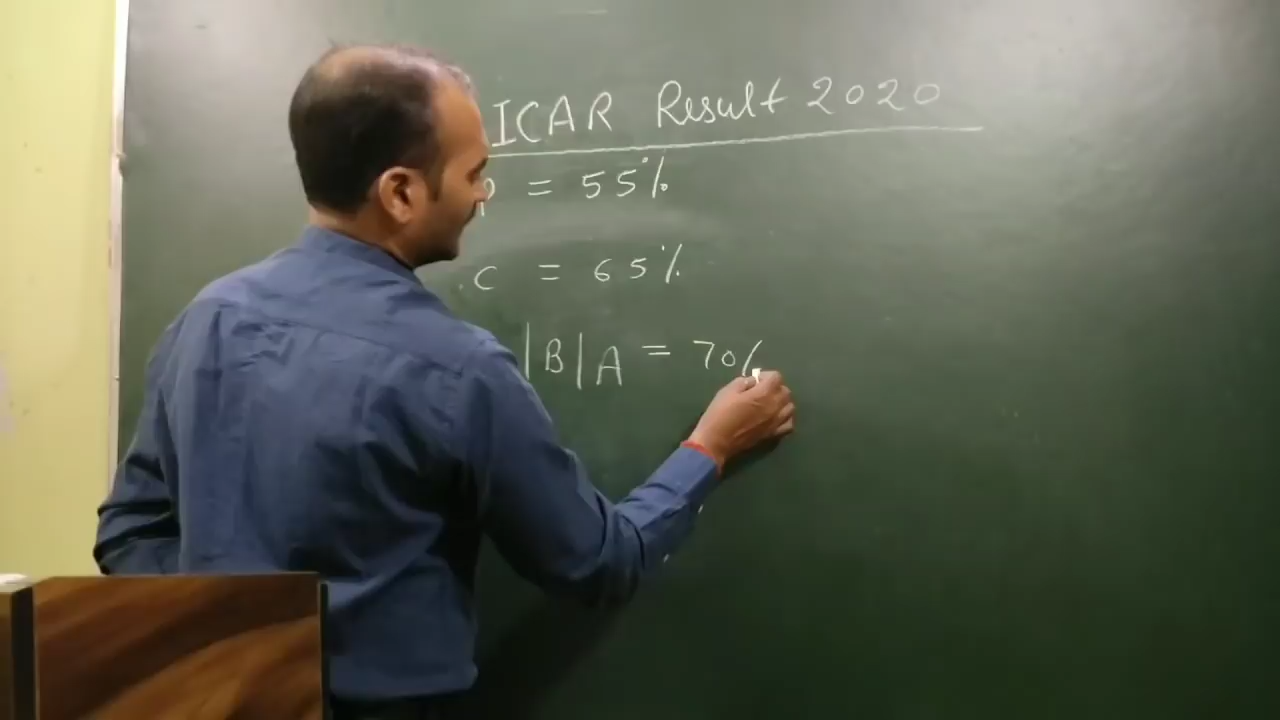 ICAR Result 2020
P = 55%
.C = 65%
|B|A = 70%